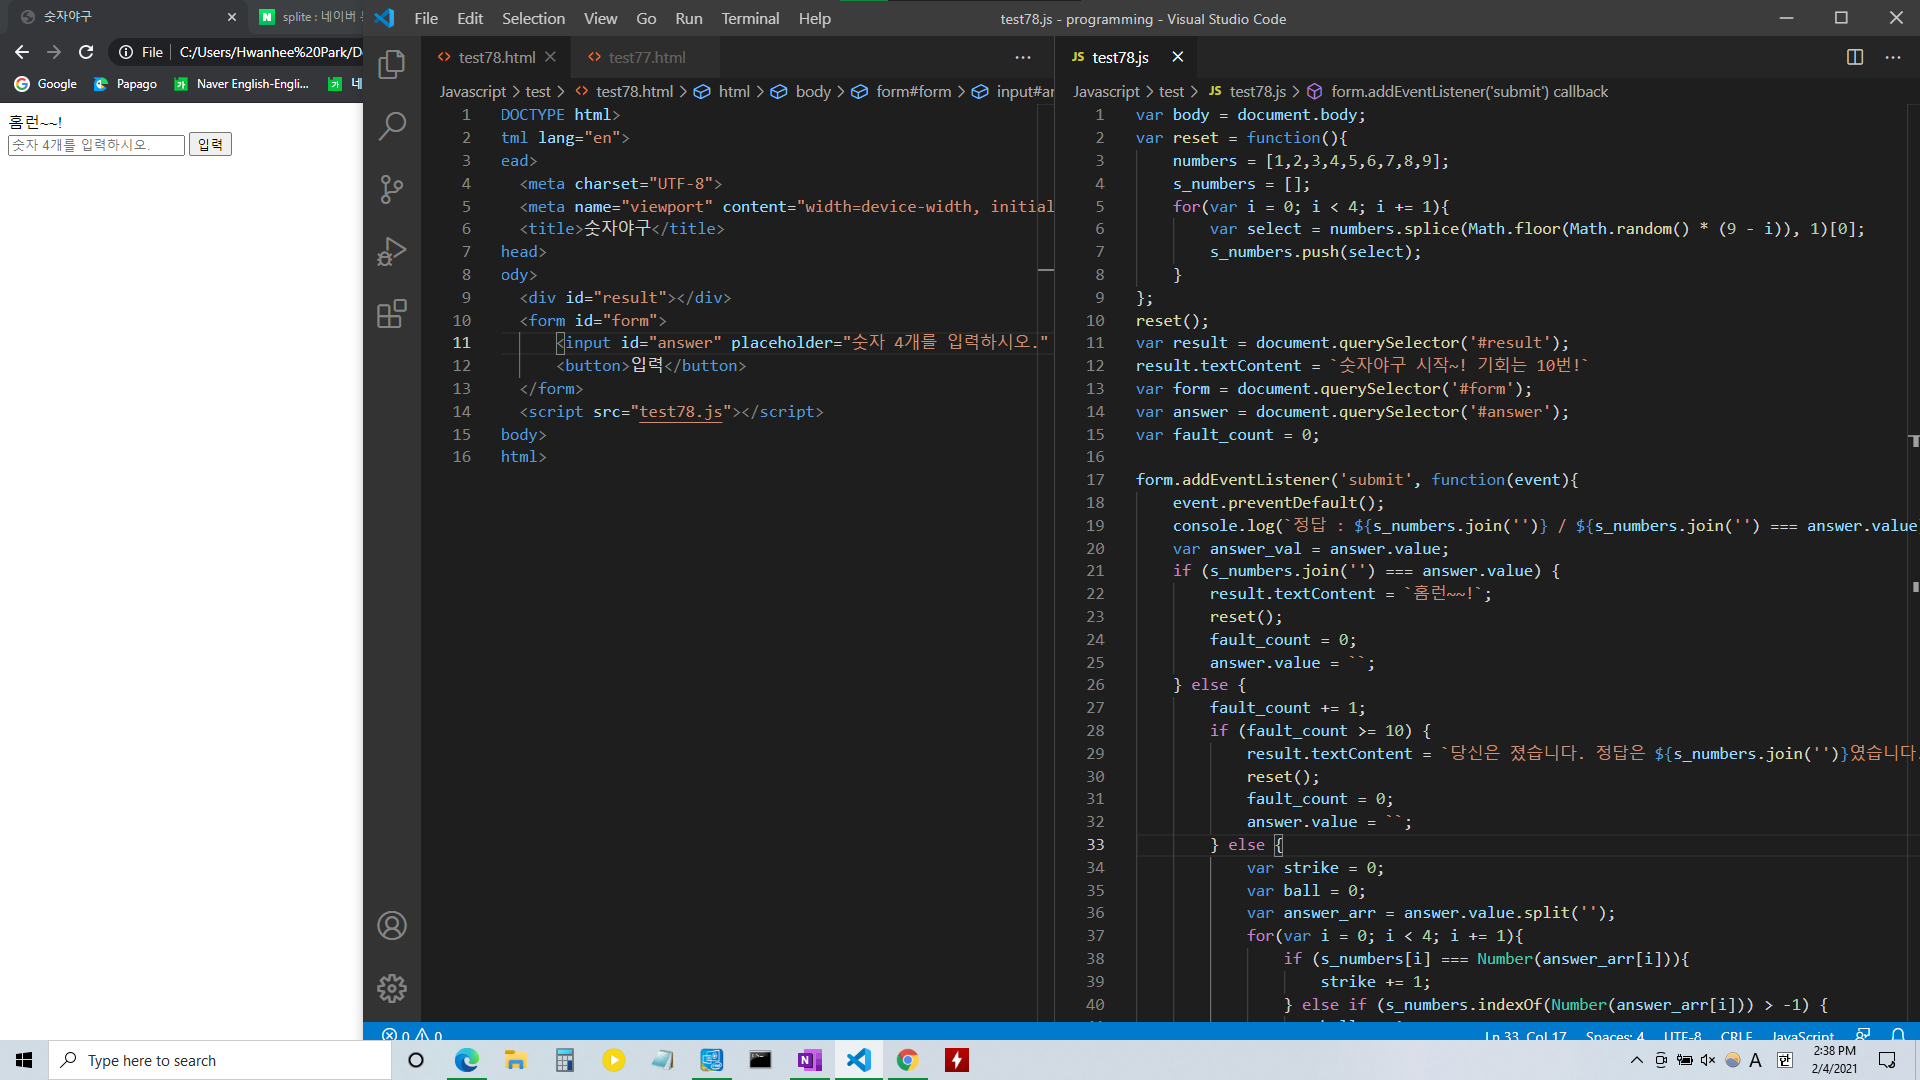 숫자야구
splite : 네이버
File
C:/Users/Hwanhee%20Park/D
Google
Papago
Naver English-Engli...
네
홈런~~!
숫자 4개를 입력하시오.
입력
File Edit Selection View Go Run Terminal Help
test78.js - programming - Visual Studio Code
test78.html
test77.html
Javascript > test > test78.html > html > body > form#form > input#ar
1 DOCTYPE html>
2 tml lang="en">
3 ead>
4 <meta charset="UTF-8">
5 <meta name="viewport" content="width=device-width, initial
6 <title>숫자야구</title>
7 head>
8 ody>
9 <div id="result"></div>
10 <form id="form">
11 <input id="answer" placeholder="숫자 4개를 입력하시오."
12 <button>입력</button>
13 </form>
14 <script src="test78.js"></script>
15 body>
16 html>
JS test78.js
Javascript > test > JS test78.js > form.addEventListener('submit') callback
1 var body = document.body;
2 var reset = function(){
3 numbers = [1,2,3,4,5,6,7,8,9];
4 s_numbers = [];
5 for(var i = 0; i < 4; i += 1){
6 var select = numbers.splice(Math.floor(Math.random() * (9 - i)), 1)[0];
7 s_numbers.push(select);
8 }
9 };
10 reset();
11 var result = document.querySelector('#result');
12 result.textContent = `숫자야구 시작~! 기회는 10번!`
13 var form = document.querySelector('#form');
14 var answer = document.querySelector('#answer');
15 var fault_count = 0;
16
17 form.addEventListener('submit', function(event){
18 event.preventDefault();
19 console.log(`정답 : ${s_numbers.join('')} / ${s_numbers.join('') === answer.value
20 var answer_val = answer.value;
21 if (s_numbers.join('') === answer.value) {
22 result.textContent = `홈런~~!`;
23 reset();
24 fault_count = 0;
25 answer.value = ``;
26 } else {
27 fault_count += 1;
28 if (fault_count >= 10) {
29 result.textContent = `당신은 졌습니다. 정답은 ${s_numbers.join('')}였습니다.
30 reset();
31 fault_count = 0;
32 answer.value = ``;
33 } else {
34 var strike = 0;
35 var ball = 0;
36 var answer_arr = answer.value.split('');
37 for(var i = 0; i < 4; i += 1){
38 if (s_numbers[i] === Number(answer_arr[i])){
39 strike += 1;
40 } else if (s_numbers.indexOf(Number(answer_arr[i])) > -1) {
0 0
Ln 33, Col 17 Spaces: 4 UTF-8 CRLF JavaScript
Type here to search
A
한
2:38 PM
2/4/2021